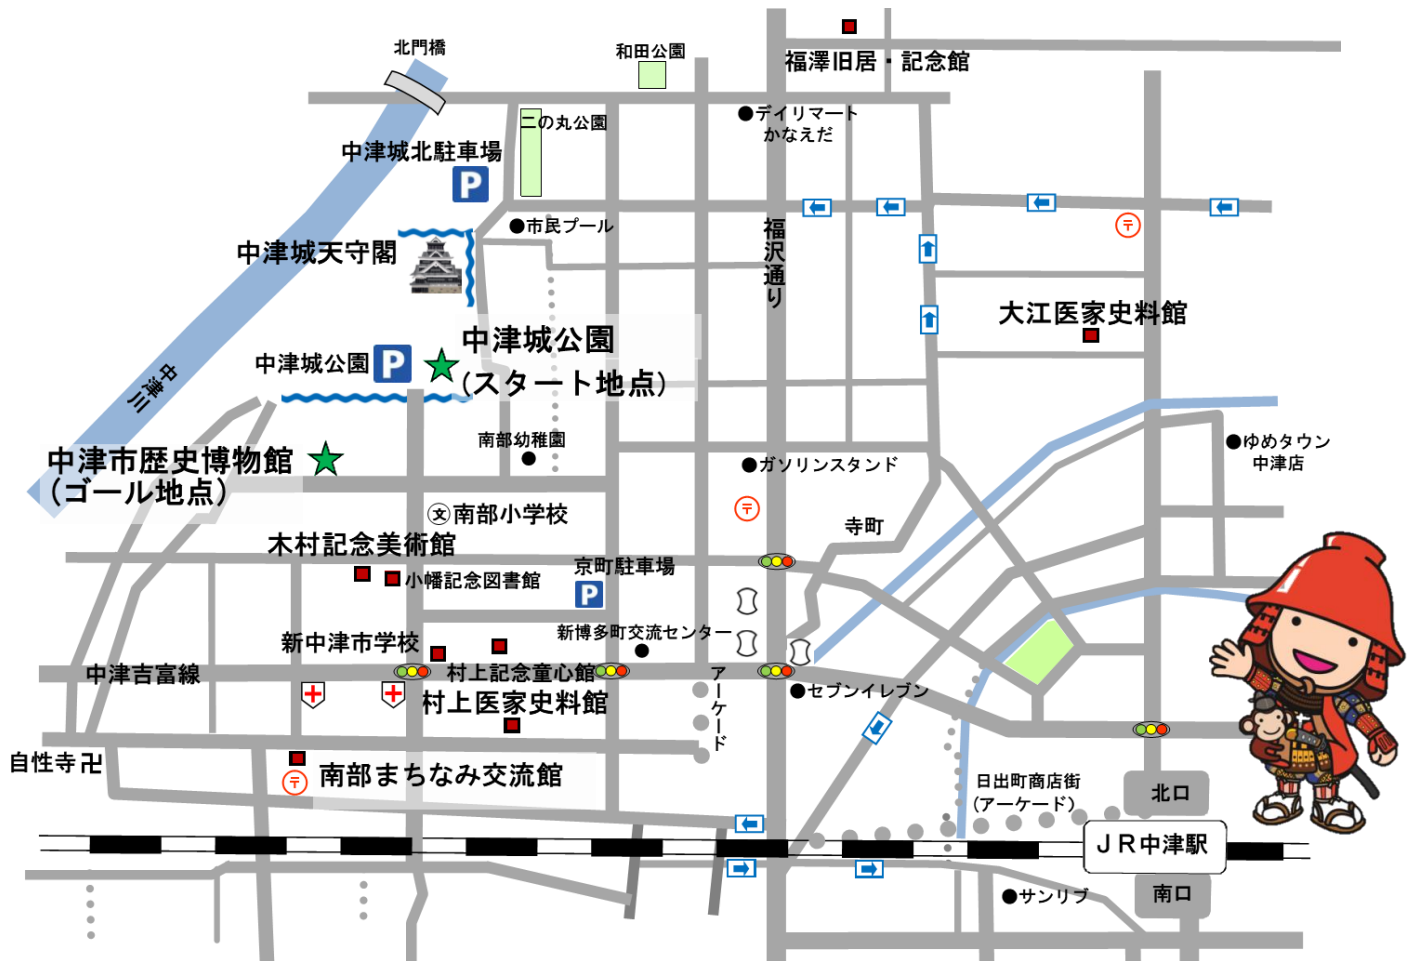 北門橋
和田公園
福澤旧居・記念館
二の丸公園
デイリマート
かなえだ
中津城北駐車場
P
市民プール
福沢通り
〒
中津城天守閣
大江医家史料館
中津城公園
(スタート地点)
中津城公園
P
中津川
南部幼稚園
ゆめタウン
中津店
中津市歴史博物館
(ゴール地点)
ガソリンスタンド
文
南部小学校
〒
寺町
木村記念美術館
小幡記念図書館
京町駐車場
P
新中津市学校
新博多町交流センター
中津吉富線
村上記念童心館
アーケード
セブンイレブン
村上医家史料館
自性寺卍
〒
南部まちなみ交流館
日出町商店街
(アーケード)
北口
JR中津駅
南口
サンリブ